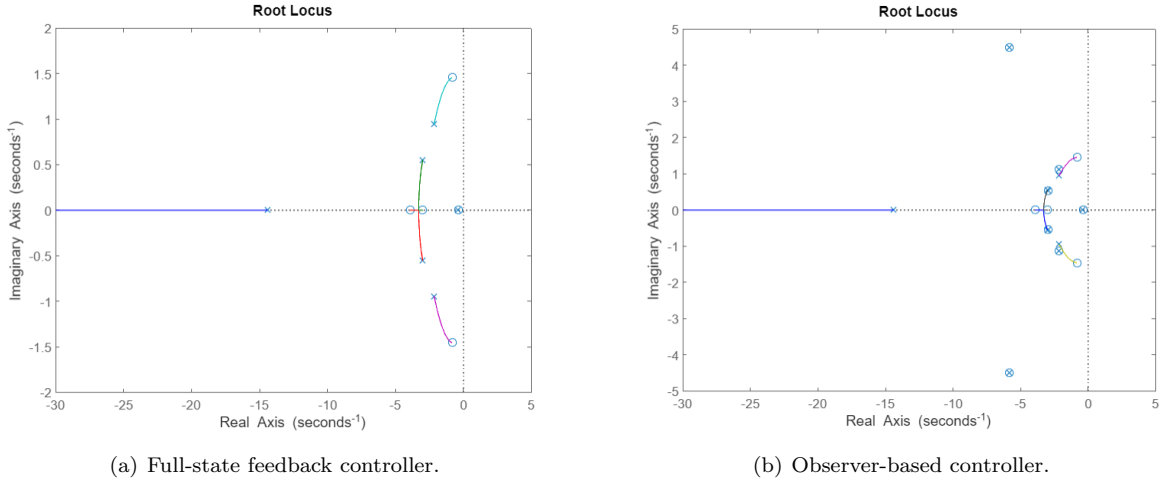 Root Locus
2
1.5
1
0.5
0
-0.5
-1
-1.5
-2
Imaginary Axis (seconds⁻¹)
-30 -25 -20 -15 -10 -5 0 5
Real Axis (seconds⁻¹)
(a) Full-state feedback controller.
Root Locus
5
4
3
2
1
0
-1
-2
-3
-4
-5
Imaginary Axis (seconds⁻¹)
-30 -25 -20 -15 -10 -5 0 5
Real Axis (seconds⁻¹)
(b) Observer-based controller.